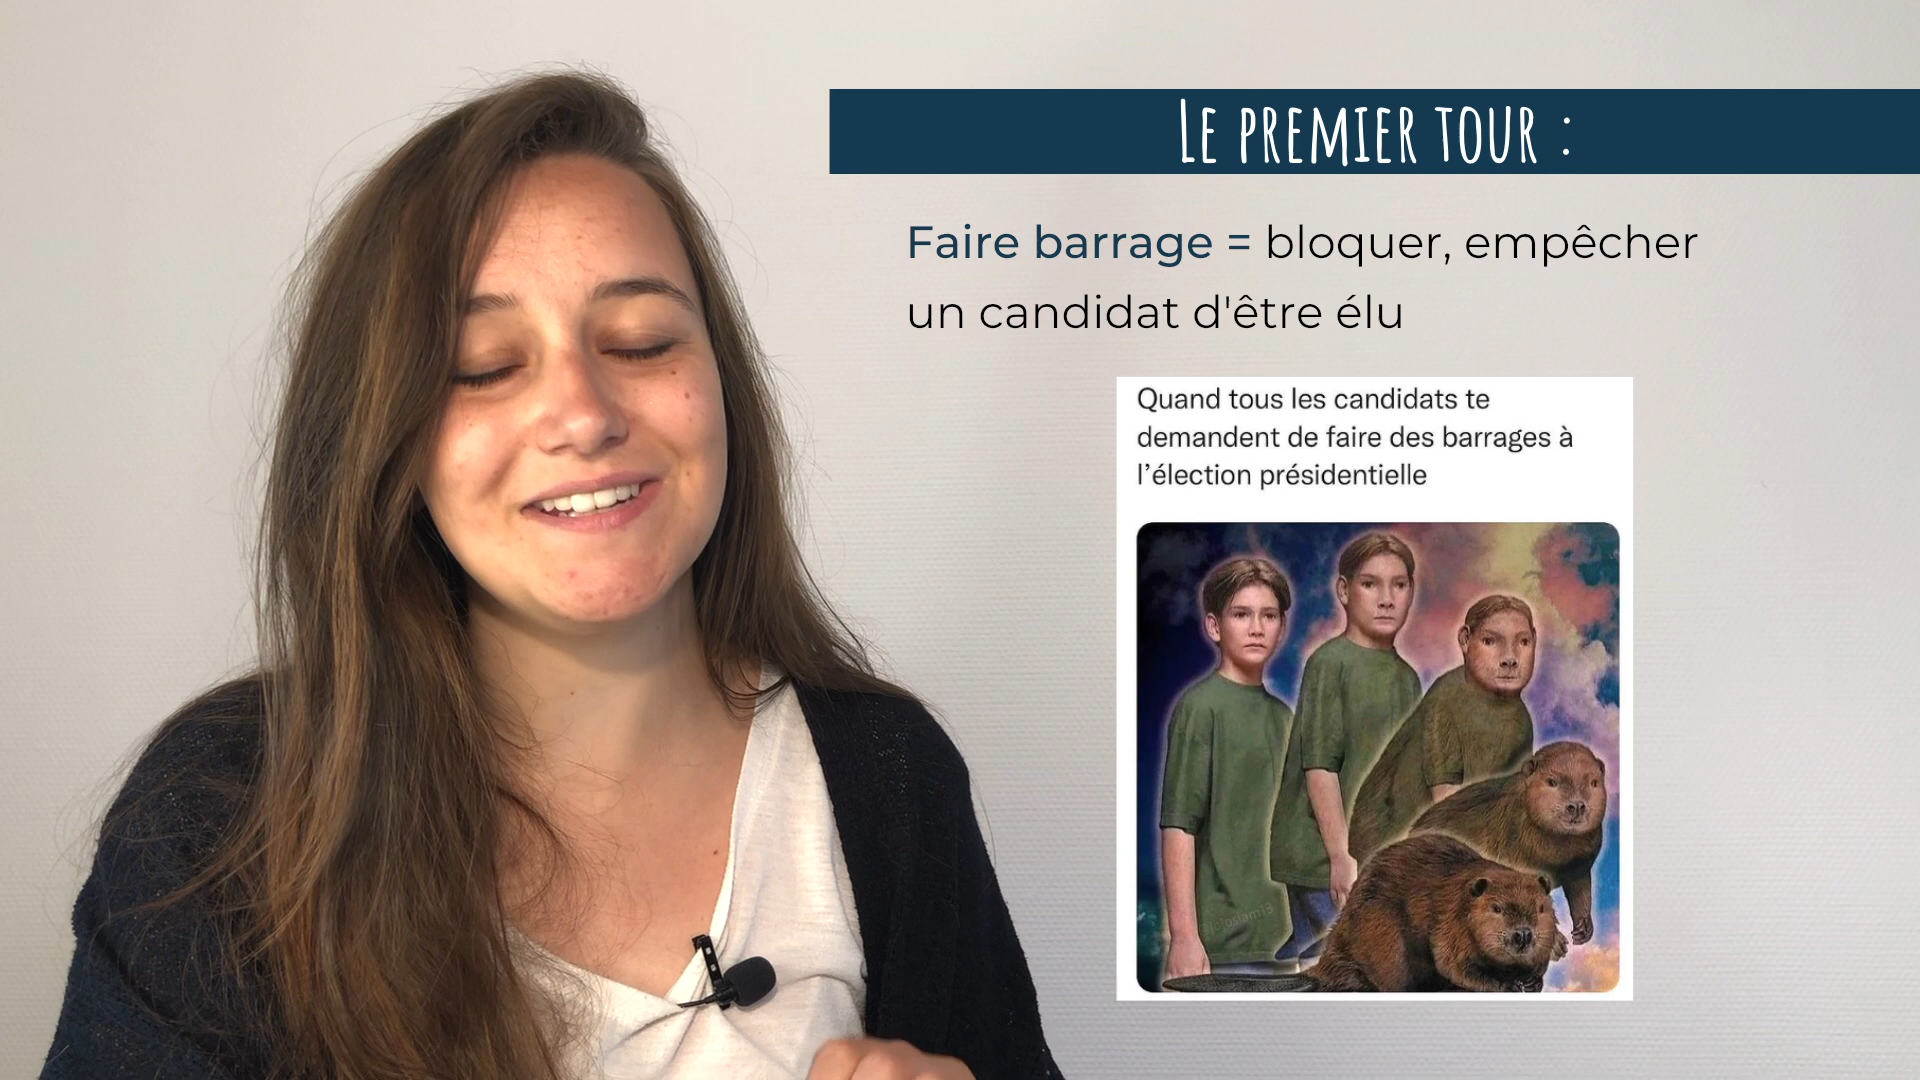 Le premier tour :
Faire barrage = bloquer, empêcher
un candidat d'être élu
Quand tous les candidats te
demandent de faire des barrages à
l’élection présidentielle